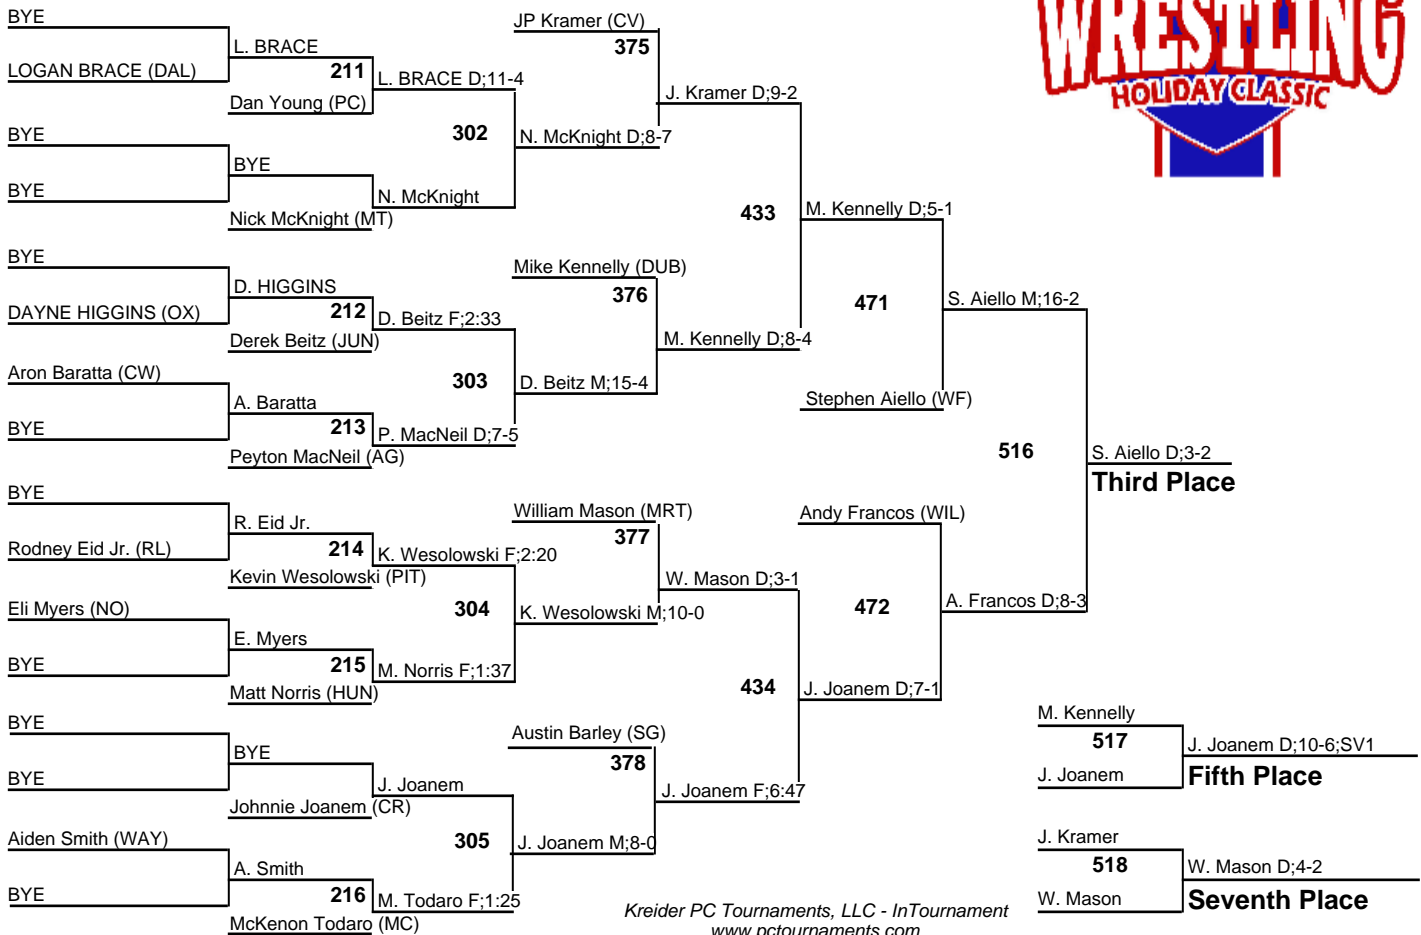 BYE
LOGAN BRACE (DAL)
BYE
BYE
BYE
DAYNE HIGGINS (OX)
Aron Baratta (CW)
BYE
BYE
Rodney Eid Jr. (RL)
Eli Myers (NO)
BYE
BYE
BYE
Aiden Smith (WAY)
BYE
L. BRACE
211
Dan Young (PC)
BYE
Nick McKnight (MT)
D. HIGGINS
212
Derek Beitz (JUN)
A. Baratta
213
Peyton MacNeil (AG)
R. Eid Jr.
214
Kevin Wesolowski (PIT)
E. Myers
215
Matt Norris (HUN)
BYE
Johnnie Joanem (CR)
A. Smith
216
McKenon Todaro (MC)
L. BRACE D;11-4
302
N. McKnight
D. Beitz F;2:33
303
P. MacNeil D;7-5
K. Wesolowski F;2:20
304
M. Norris F;1:37
J. Joanem
305
M. Todaro F;1:25
JP Kramer (CV)
375
N. McKnight D;8-7
Mike Kennelly (DUB)
376
D. Beitz M;15-4
William Mason (MRT)
377
K. Wesolowski M;10-0
Austin Barley (SG)
378
J. Joanem M;8-0
J. Kramer D;9-2
433
M. Kennelly D;8-4
W. Mason D;3-1
434
J. Joanem F;6:47
M. Kennelly D;5-1
471
Stephen Aiello (WF)
Andy Francos (WIL)
472
J. Joanem D;7-1
S. Aiello M;16-2
516
A. Francos D;8-3
S. Aiello D;3-2
Third Place
M. Kennelly
517
J. Joanem
J. Joanem D;10-6;SV1
Fifth Place
J. Kramer
518
W. Mason
W. Mason D;4-2
Seventh Place
WRESTLING
HOLIDAY CLASSIC
Kreider PC Tournaments, LLC - InTournament
www.pctournaments.com